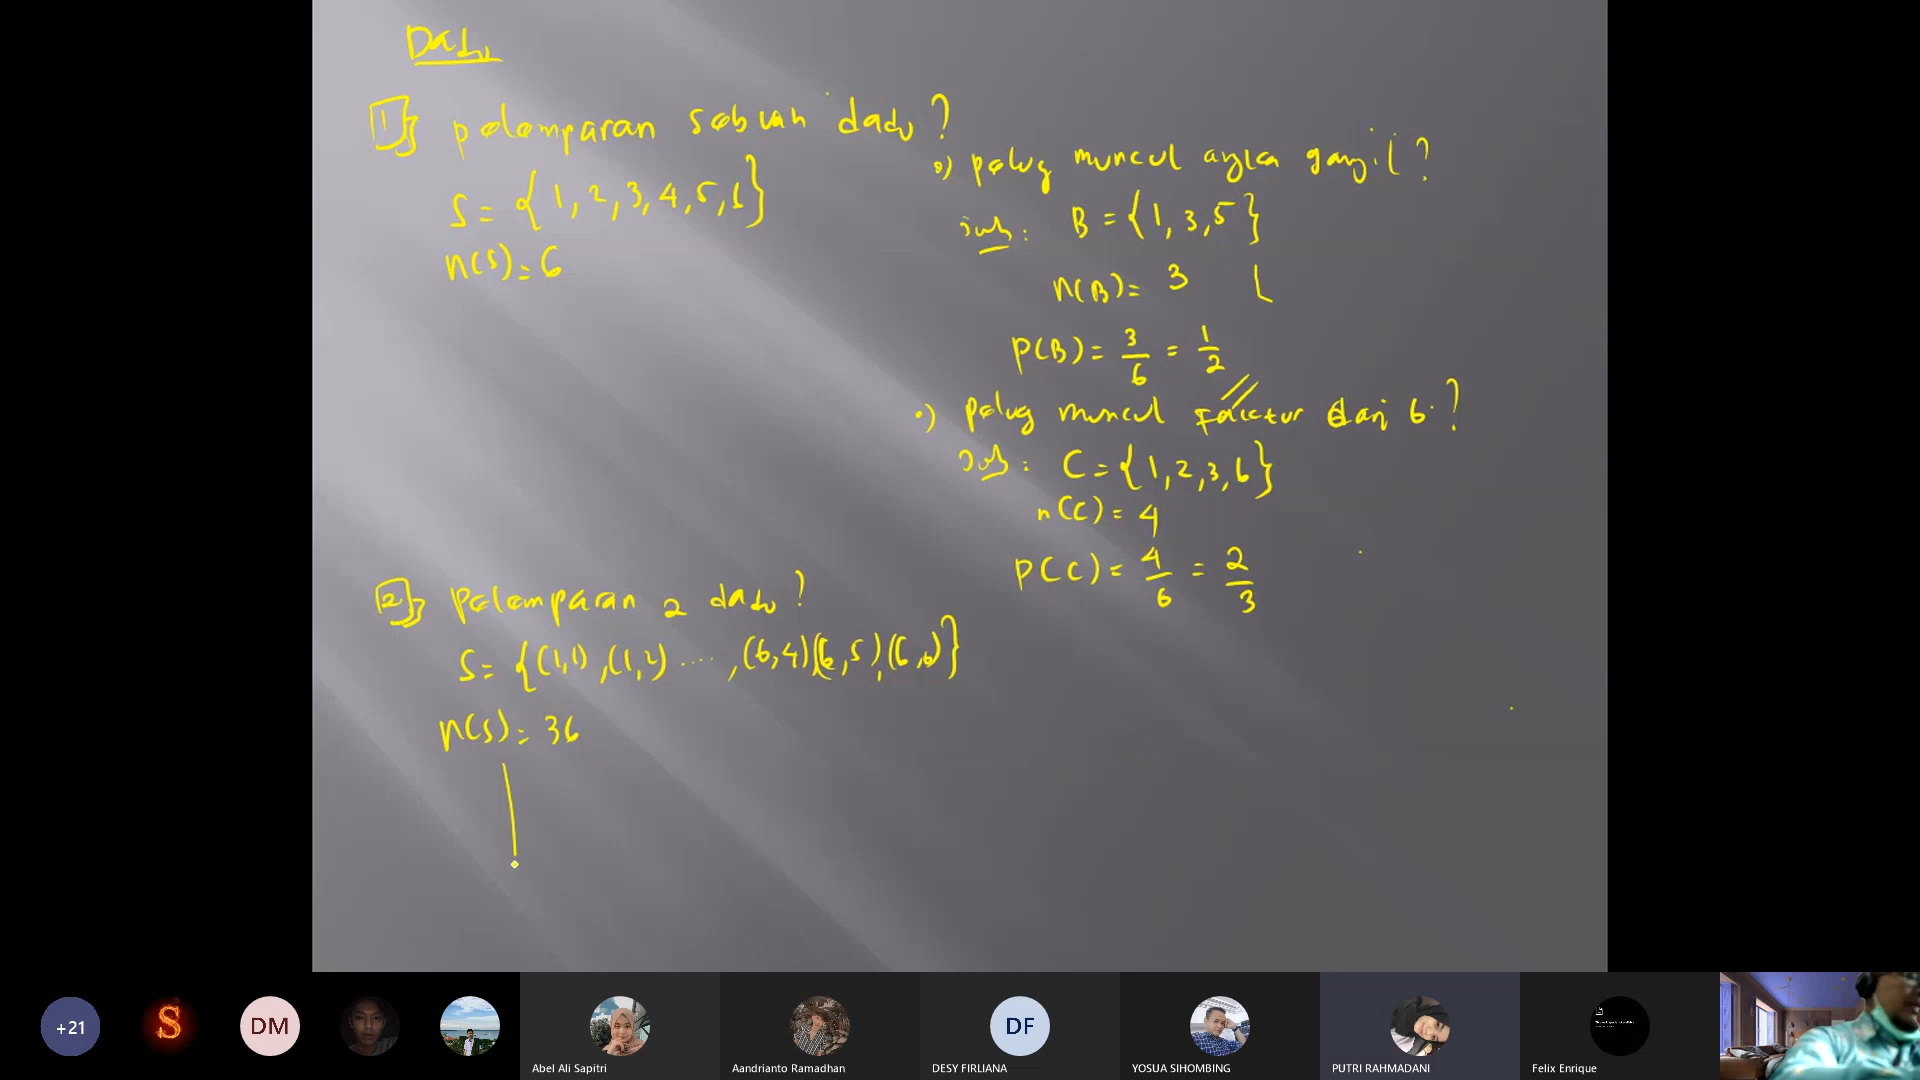 Dadu
1} pelemparan sebuah dadu?
S = {1, 2, 3, 4, 5, 6}
n(S) = 6
•) peluang muncul angka ganjil?
Jwb :
B = {1, 3, 5}
n(B) = 3
P(B) = 3/6 = 1/2 //
•) peluang muncul faktor dari 6?
Jwb : C = {1, 2, 3, 6}
n(C) = 4
P(C) = 4/6 = 2/3
2} pelemparan 2 dadu?
S = {(1,1), (1,2) ...., (6,4)(6,5),(6,6)}
n(S) = 36
+21
S
DM
DF
Abel Ali Sapitri
Aandrianto Ramadhan
DESY FIRLIANA
YOSUA SIHOMBING
PUTRI RAHMADANI
Felix Enrique